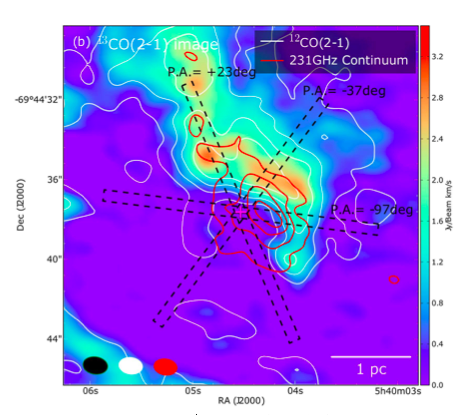 (b) ¹³CO(2-1) image
¹²CO(2-1)
231GHz Continuum
P.A.= +23deg
P.A.= -37deg
P.A.= -97deg
-69°44'32"
36"
40"
44"
Dec (J2000)
06s
05s
04s
5h40m03s
RA (J2000)
1 pc
3.2
2.8
2.4
2.0
1.6
1.2
0.8
0.4
0.0
Jy/Beam km/s